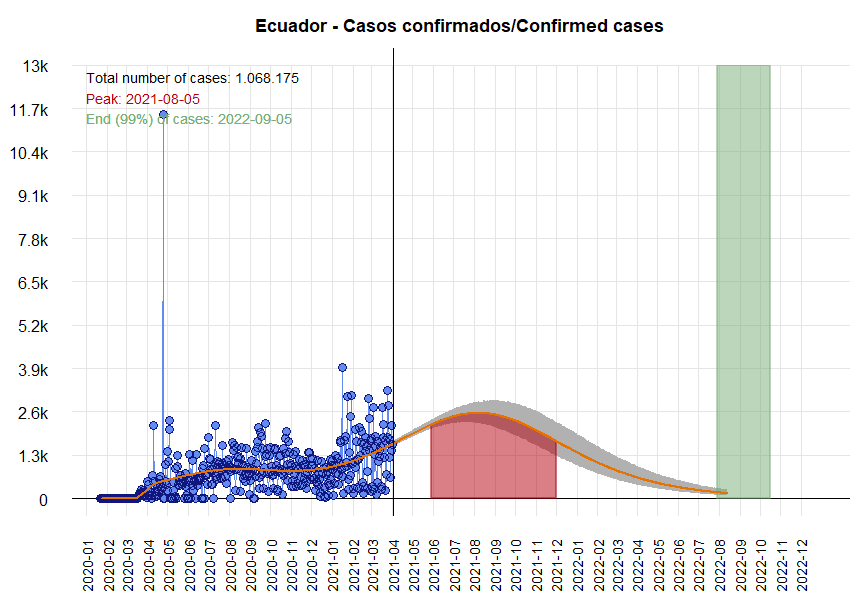 Ecuador - Casos confirmados/Confirmed cases
Total number of cases: 1.068.175
Peak: 2021-08-05
End (99%) of cases: 2022-09-05
13k
11.7k
10.4k
9.1k
7.8k
6.5k
5.2k
3.9k
2.6k
1.3k
0
2020-01
2020-02
2020-03
2020-04
2020-05
2020-06
2020-07
2020-08
2020-09
2020-10
2020-11
2020-12
2021-01
2021-02
2021-03
2021-04
2021-05
2021-06
2021-07
2021-08
2021-09
2021-10
2021-11
2021-12
2022-01
2022-02
2022-03
2022-04
2022-05
2022-06
2022-07
2022-08
2022-09
2022-10
2022-11
2022-12